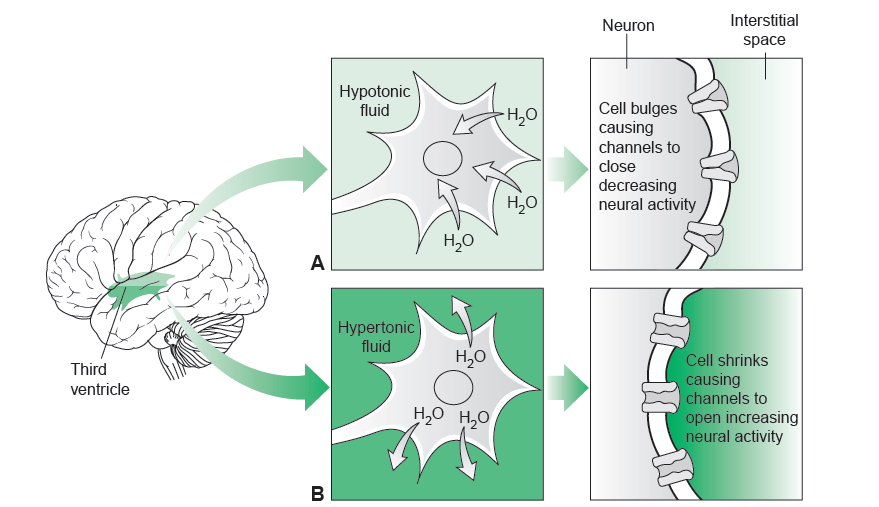 Neuron
Interstitial
space
Hypotonic
fluid
H₂O
H₂O
H₂O
Cell bulges
causing
channels to
close
decreasing
neural activity
A
Third
ventricle
Hypertonic
fluid
H₂O
H₂O
H₂O
Cell shrinks
causing
channels to
open increasing
neural activity
B